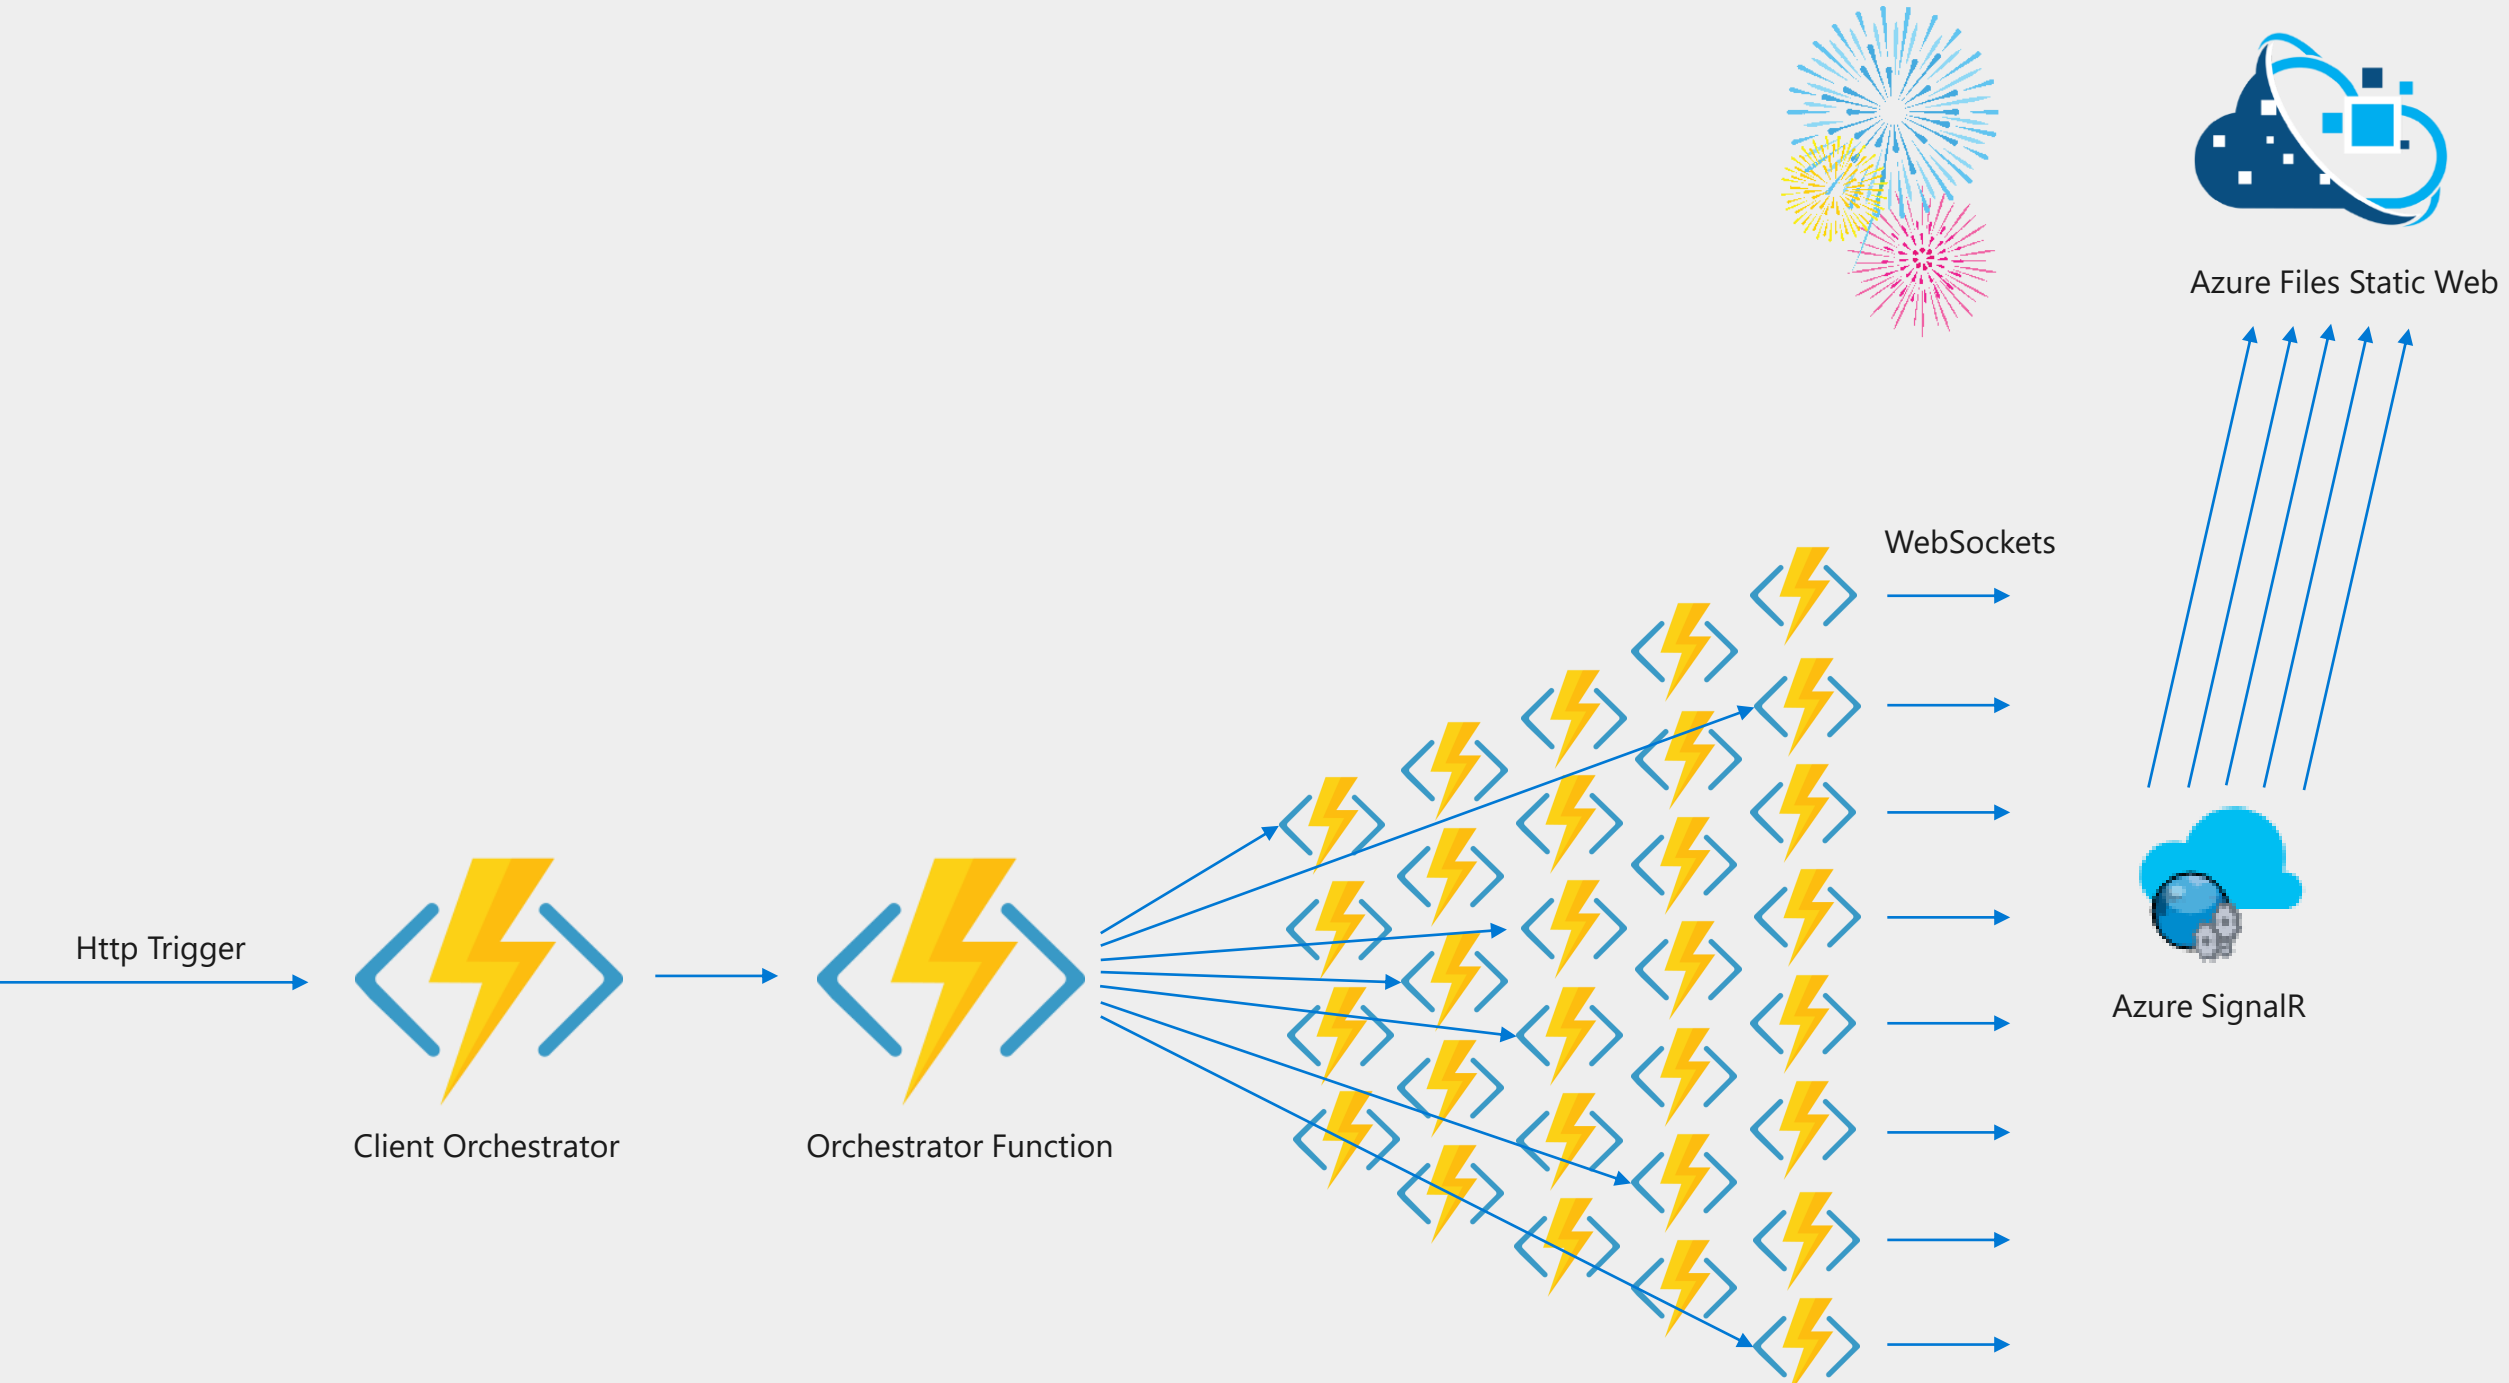 Azure Files Static Web
WebSockets
Http Trigger
Azure SignalR
Client Orchestrator
Orchestrator Function